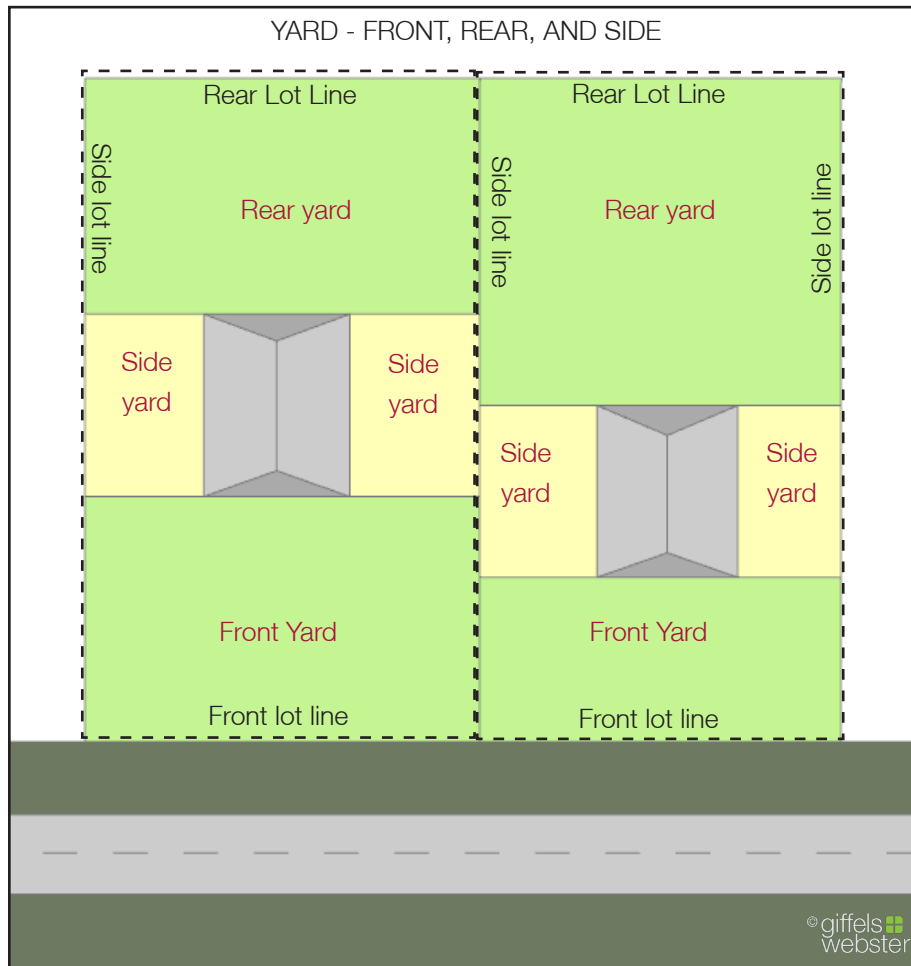 YARD - FRONT, REAR, AND SIDE
Rear Lot Line
Rear Lot Line
Side lot line
Side lot line
Side lot line
Rear yard
Rear yard
Side
yard
Side
yard
Side
yard
Side
yard
Front Yard
Front Yard
Front lot line
Front lot line
© giffels
webster